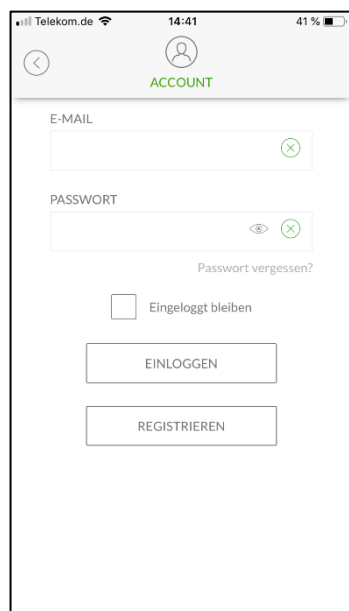 Telekom.de 14:41 41 %
ACCOUNT
E-MAIL
PASSWORT
Passwort vergessen?
Eingeloggt bleiben
EINLOGGEN
REGISTRIEREN